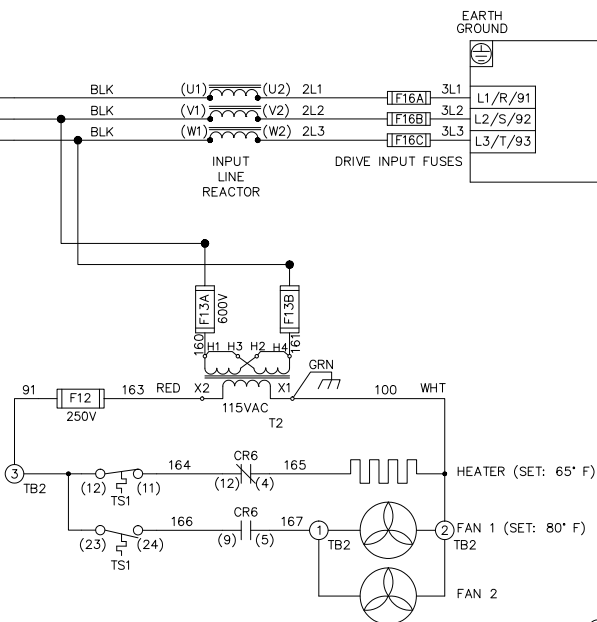 EARTH
GROUND
BLK (U1) (U2) 2L1 F16A 3L1 L1/R/91
BLK (V1) (V2) 2L2 F16B 3L2 L2/S/92
BLK (W1) (W2) 2L3 F16C 3L3 L3/T/93
INPUT
LINE
REACTOR
DRIVE INPUT FUSES
F13A 600V F13B
160 H1 H3 H2 H4 161
GRN
91 F12 163 RED X2 X1 100 WHT
250V
115VAC
T2
3 TB2
(12) (11) 164 CR6 (12) (4) 165 HEATER (SET: 65° F)
TS1
(23) (24) 166 CR6 (9) (5) 167 1 TB2 2 TB2 FAN 1 (SET: 80° F)
TS1
FAN 2